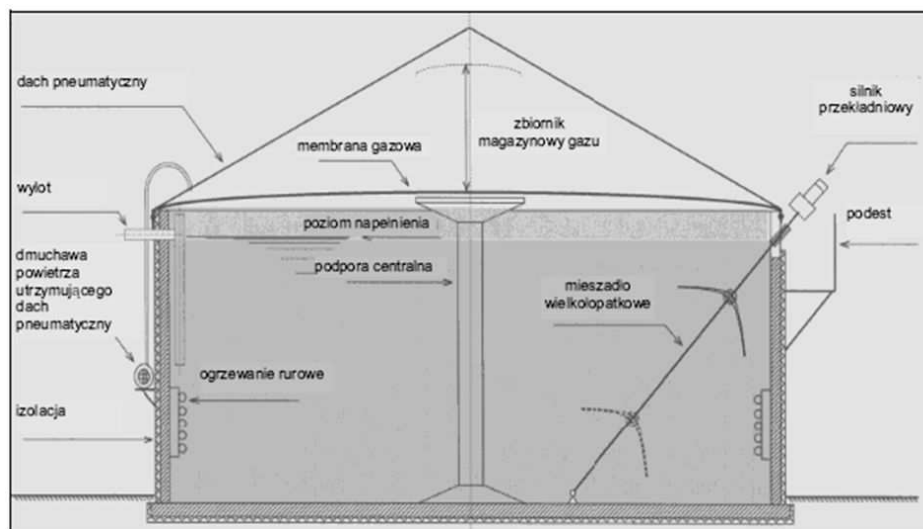 dach pneumatyczny
silnik
przekładniowy
zbiornik
magazynowy gazu
membrana gazowa
wylot
poziom napełnienia
podest
dmuchawa
powietrza
utrzymującego
dach
pneumatyczny
podpora centralna
mieszadło
wielkołopatkowe
ogrzewanie rurowe
izolacja